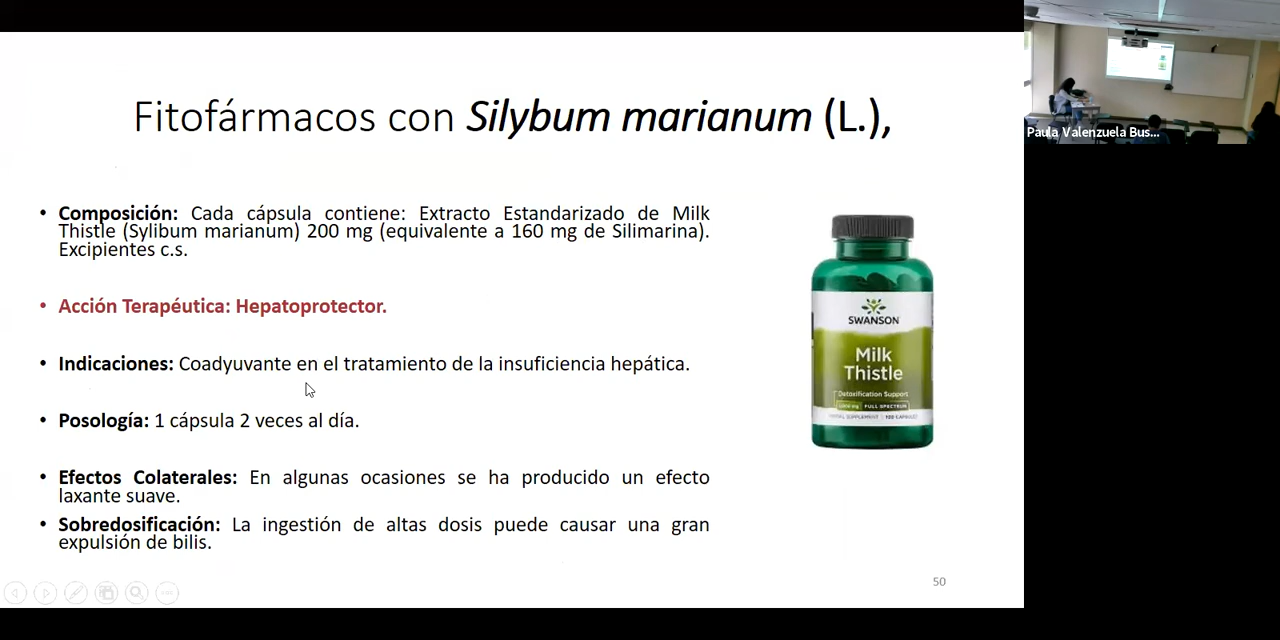 Fitofármacos con Silybum marianum (L.),
• Composición: Cada cápsula contiene: Extracto Estandarizado de Milk
Thistle (Sylibum marianum) 200 mg (equivalente a 160 mg de Silimarina).
Excipientes c.s.
• Acción Terapéutica: Hepatoprotector.
• Indicaciones: Coadyuvante en el tratamiento de la insuficiencia hepática.
• Posología: 1 cápsula 2 veces al día.
• Efectos Colaterales: En algunas ocasiones se ha producido un efecto
laxante suave.
• Sobredosificación: La ingestión de altas dosis puede causar una gran
expulsión de bilis.
SWANSON
Milk
Thistle
Detoxification Support
FULL SPECTRUM
50
Paula Valenzuela Bus...